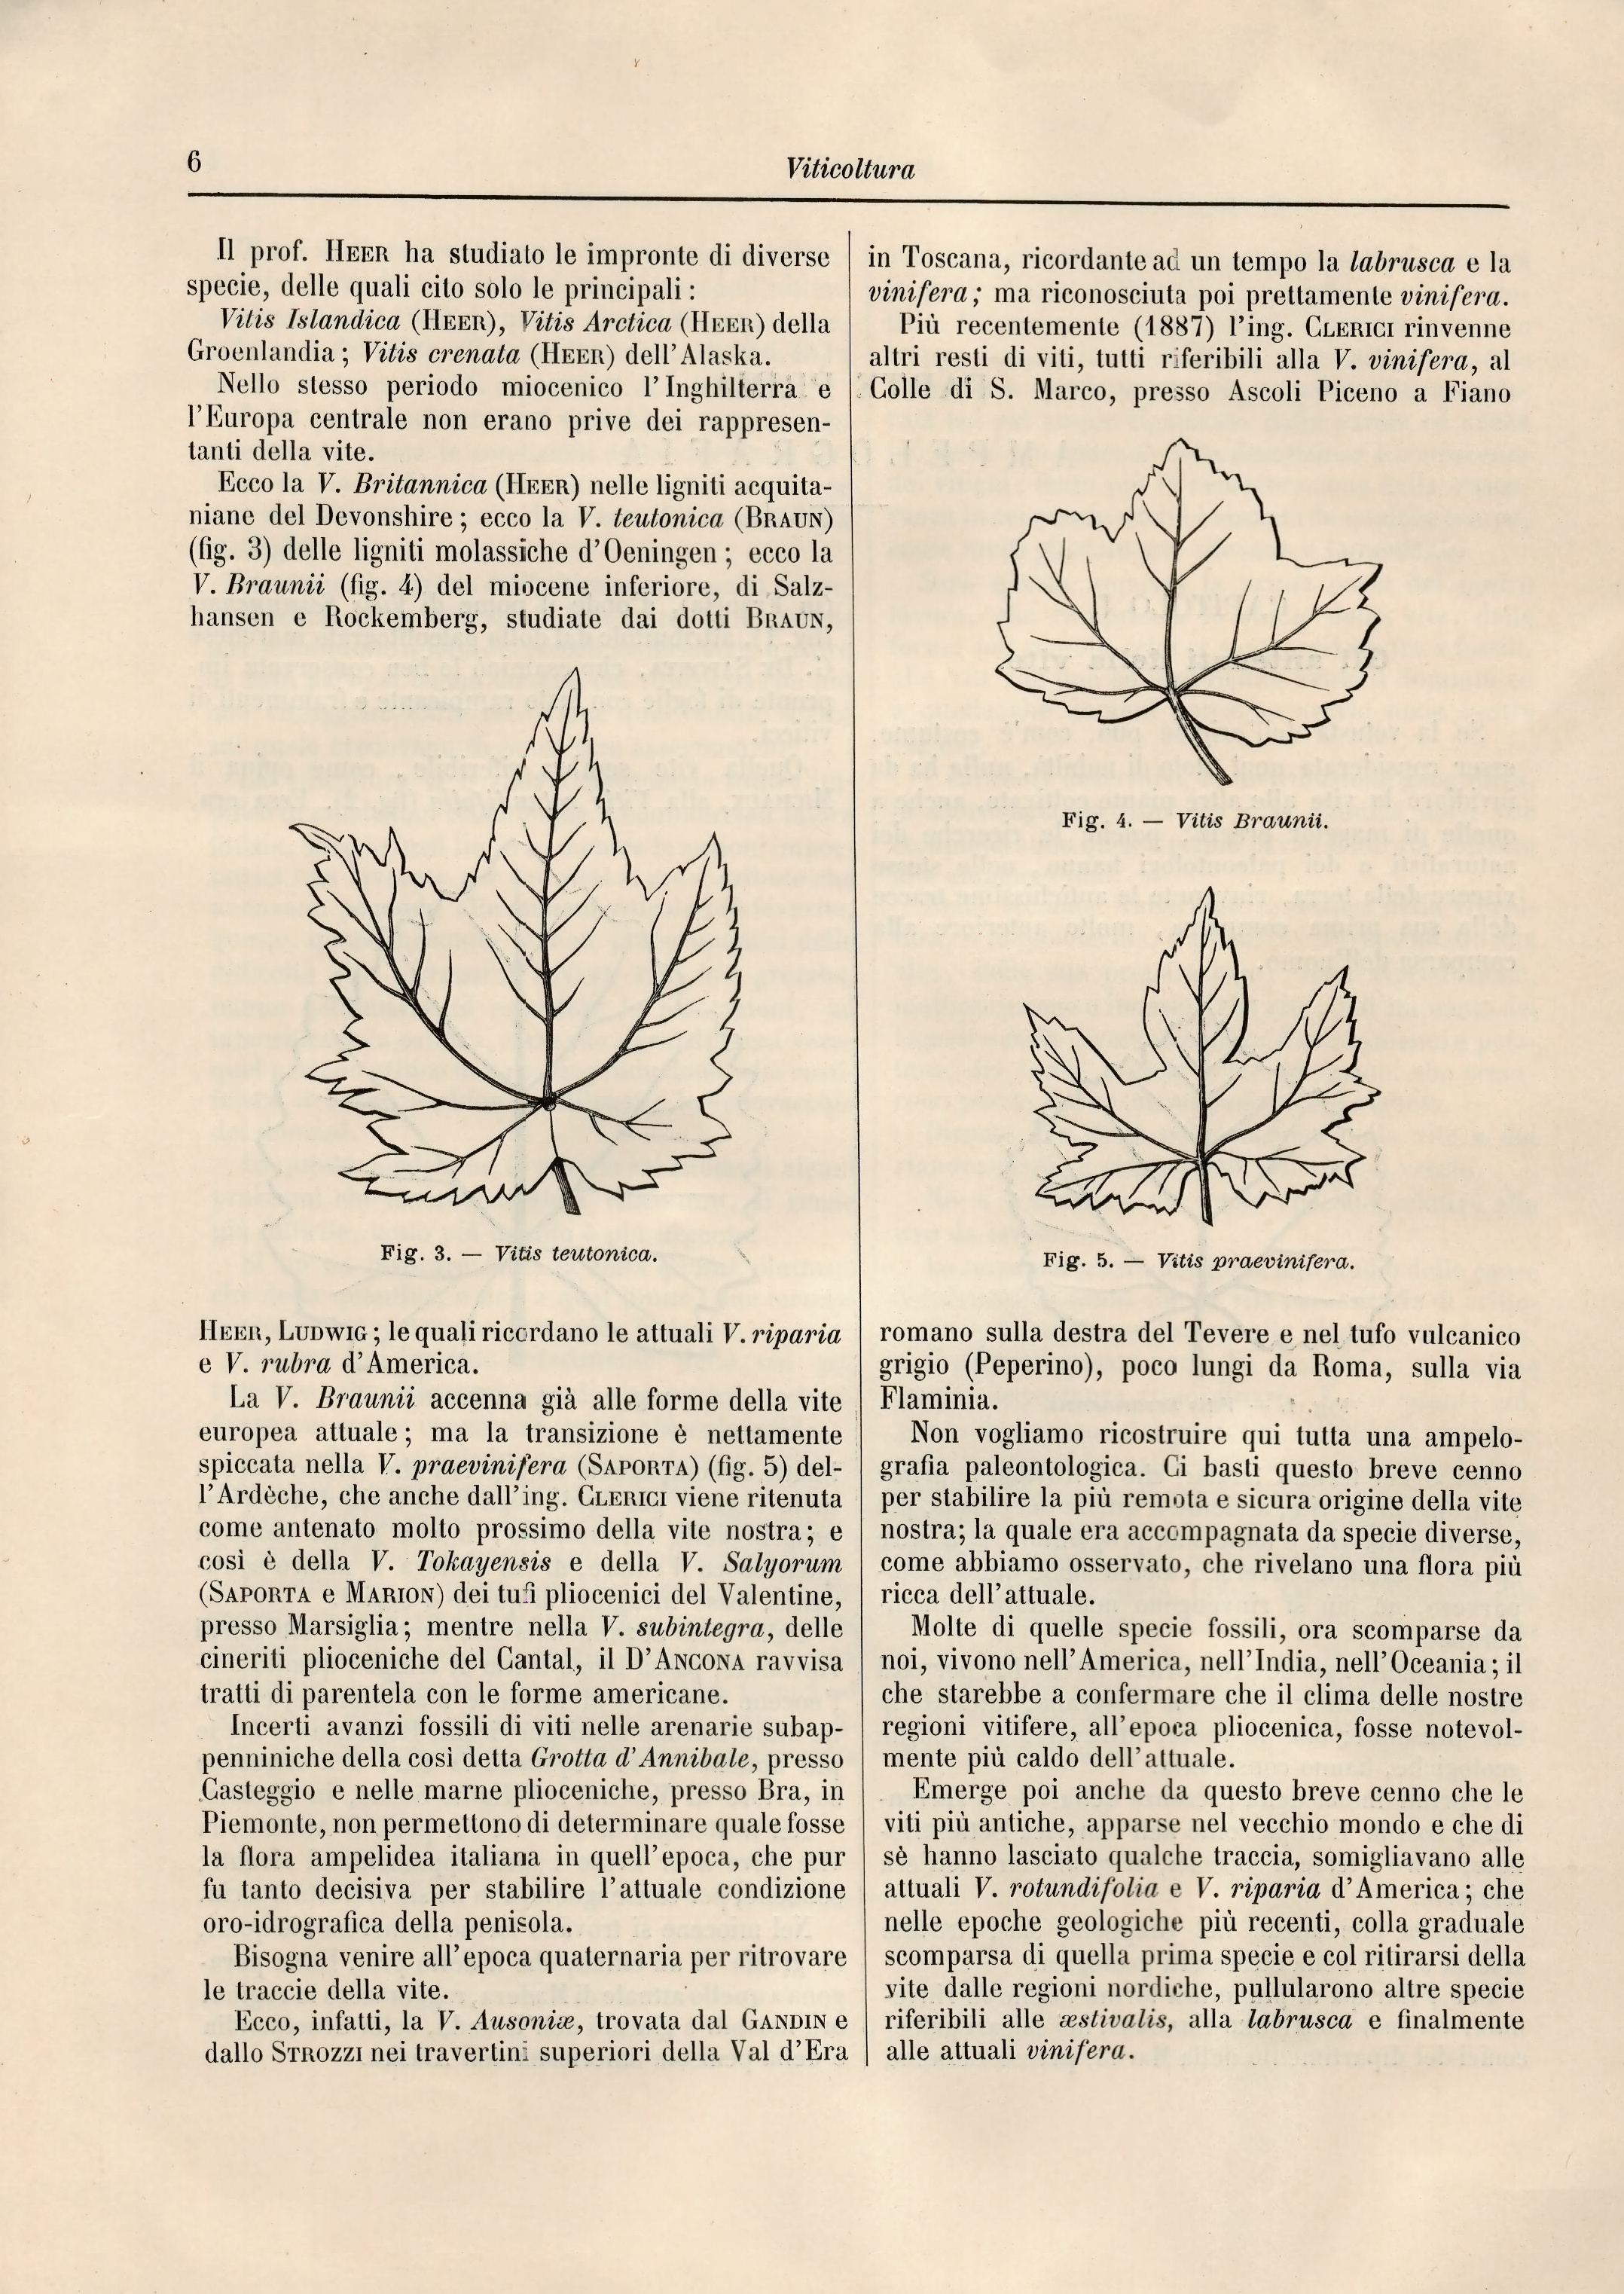 6
Viticoltura
Il prof. HEER ha studiato le impronte di diverse
specie, delle quali cito solo le principali:
Vitis Islandica (HEER), Vitis Arctica (HEER) della
Groenlandia; Vitis crenata (HEER) dell'Alaska.
Nello stesso periodo miocenico l'Inghilterra e
l'Europa centrale non erano prive dei rappresen-
tanti della vite.
Ecco la V. Britannica (HEER) nelle ligniti acquita-
niane del Devonshire; ecco la V. teutonica (BRAUN)
(fig. 3) delle ligniti molassiche d'Oeningen; ecco la
V. Braunii (fig. 4) del miocene inferiore, di Salz-
hansen e Rockemberg, studiate dai dotti BRAUN,
Fig. 3. — Vitis teutonica.
HEER, LUDWIG; le quali ricordano le attuali V. riparia
e V. rubra d'America.
La V. Braunii accenna già alle forme della vite
europea attuale; ma la transizione è nettamente
spiccata nella V. praevinifera (SAPORTA) (fig. 5) del-
l'Ardèche, che anche dall'ing. CLERICI viene ritenuta
come antenato molto prossimo della vite nostra; e
così è della V. Tokayensis e della V. Salyorum
(SAPORTA e MARION) dei tufi pliocenici del Valentine,
presso Marsiglia; mentre nella V. subintegra, delle
cineriti plioceniche del Cantal, il D'ANCONA ravvisa
tratti di parentela con le forme americane.
Incerti avanzi fossili di viti nelle arenarie subap-
penniniche della così detta Grotta d'Annibale, presso
Casteggio e nelle marne plioceniche, presso Bra, in
Piemonte, non permettono di determinare quale fosse
la flora ampelidea italiana in quell'epoca, che pur
fu tanto decisiva per stabilire l'attuale condizione
oro-idrografica della penisola.
Bisogna venire all'epoca quaternaria per ritrovare
le traccie della vite.
Ecco, infatti, la V. Ausoniæ, trovata dal GANDIN e
dallo STROZZI nei travertini superiori della Val d'Era
in Toscana, ricordante ad un tempo la labrusca e la
vinifera; ma riconosciuta poi prettamente vinifera.
Più recentemente (1887) l'ing. CLERICI rinvenne
altri resti di viti, tutti riferibili alla V. vinifera, al
Colle di S. Marco, presso Ascoli Piceno a Fiano
Fig. 4. — Vitis Braunii.
Fig. 5. — Vitis praevinifera.
romano sulla destra del Tevere e nel tufo vulcanico
grigio (Peperino), poco lungi da Roma, sulla via
Flaminia.
Non vogliamo ricostruire qui tutta una ampelo-
grafia paleontologica. Ci basti questo breve cenno
per stabilire la più remota e sicura origine della vite
nostra; la quale era accompagnata da specie diverse,
come abbiamo osservato, che rivelano una flora più
ricca dell'attuale.
Molte di quelle specie fossili, ora scomparse da
noi, vivono nell'America, nell'India, nell'Oceania; il
che starebbe a confermare che il clima delle nostre
regioni vitifere, all'epoca pliocenica, fosse notevol-
mente più caldo dell'attuale.
Emerge poi anche da questo breve cenno che le
viti più antiche, apparse nel vecchio mondo e che di
sè hanno lasciato qualche traccia, somigliavano alle
attuali V. rotundifolia e V. riparia d'America; che
nelle epoche geologiche più recenti, colla graduale
scomparsa di quella prima specie e col ritirarsi della
vite dalle regioni nordiche, pullularono altre specie
riferibili alle æstivalis, alla labrusca e finalmente
alle attuali vinifera.